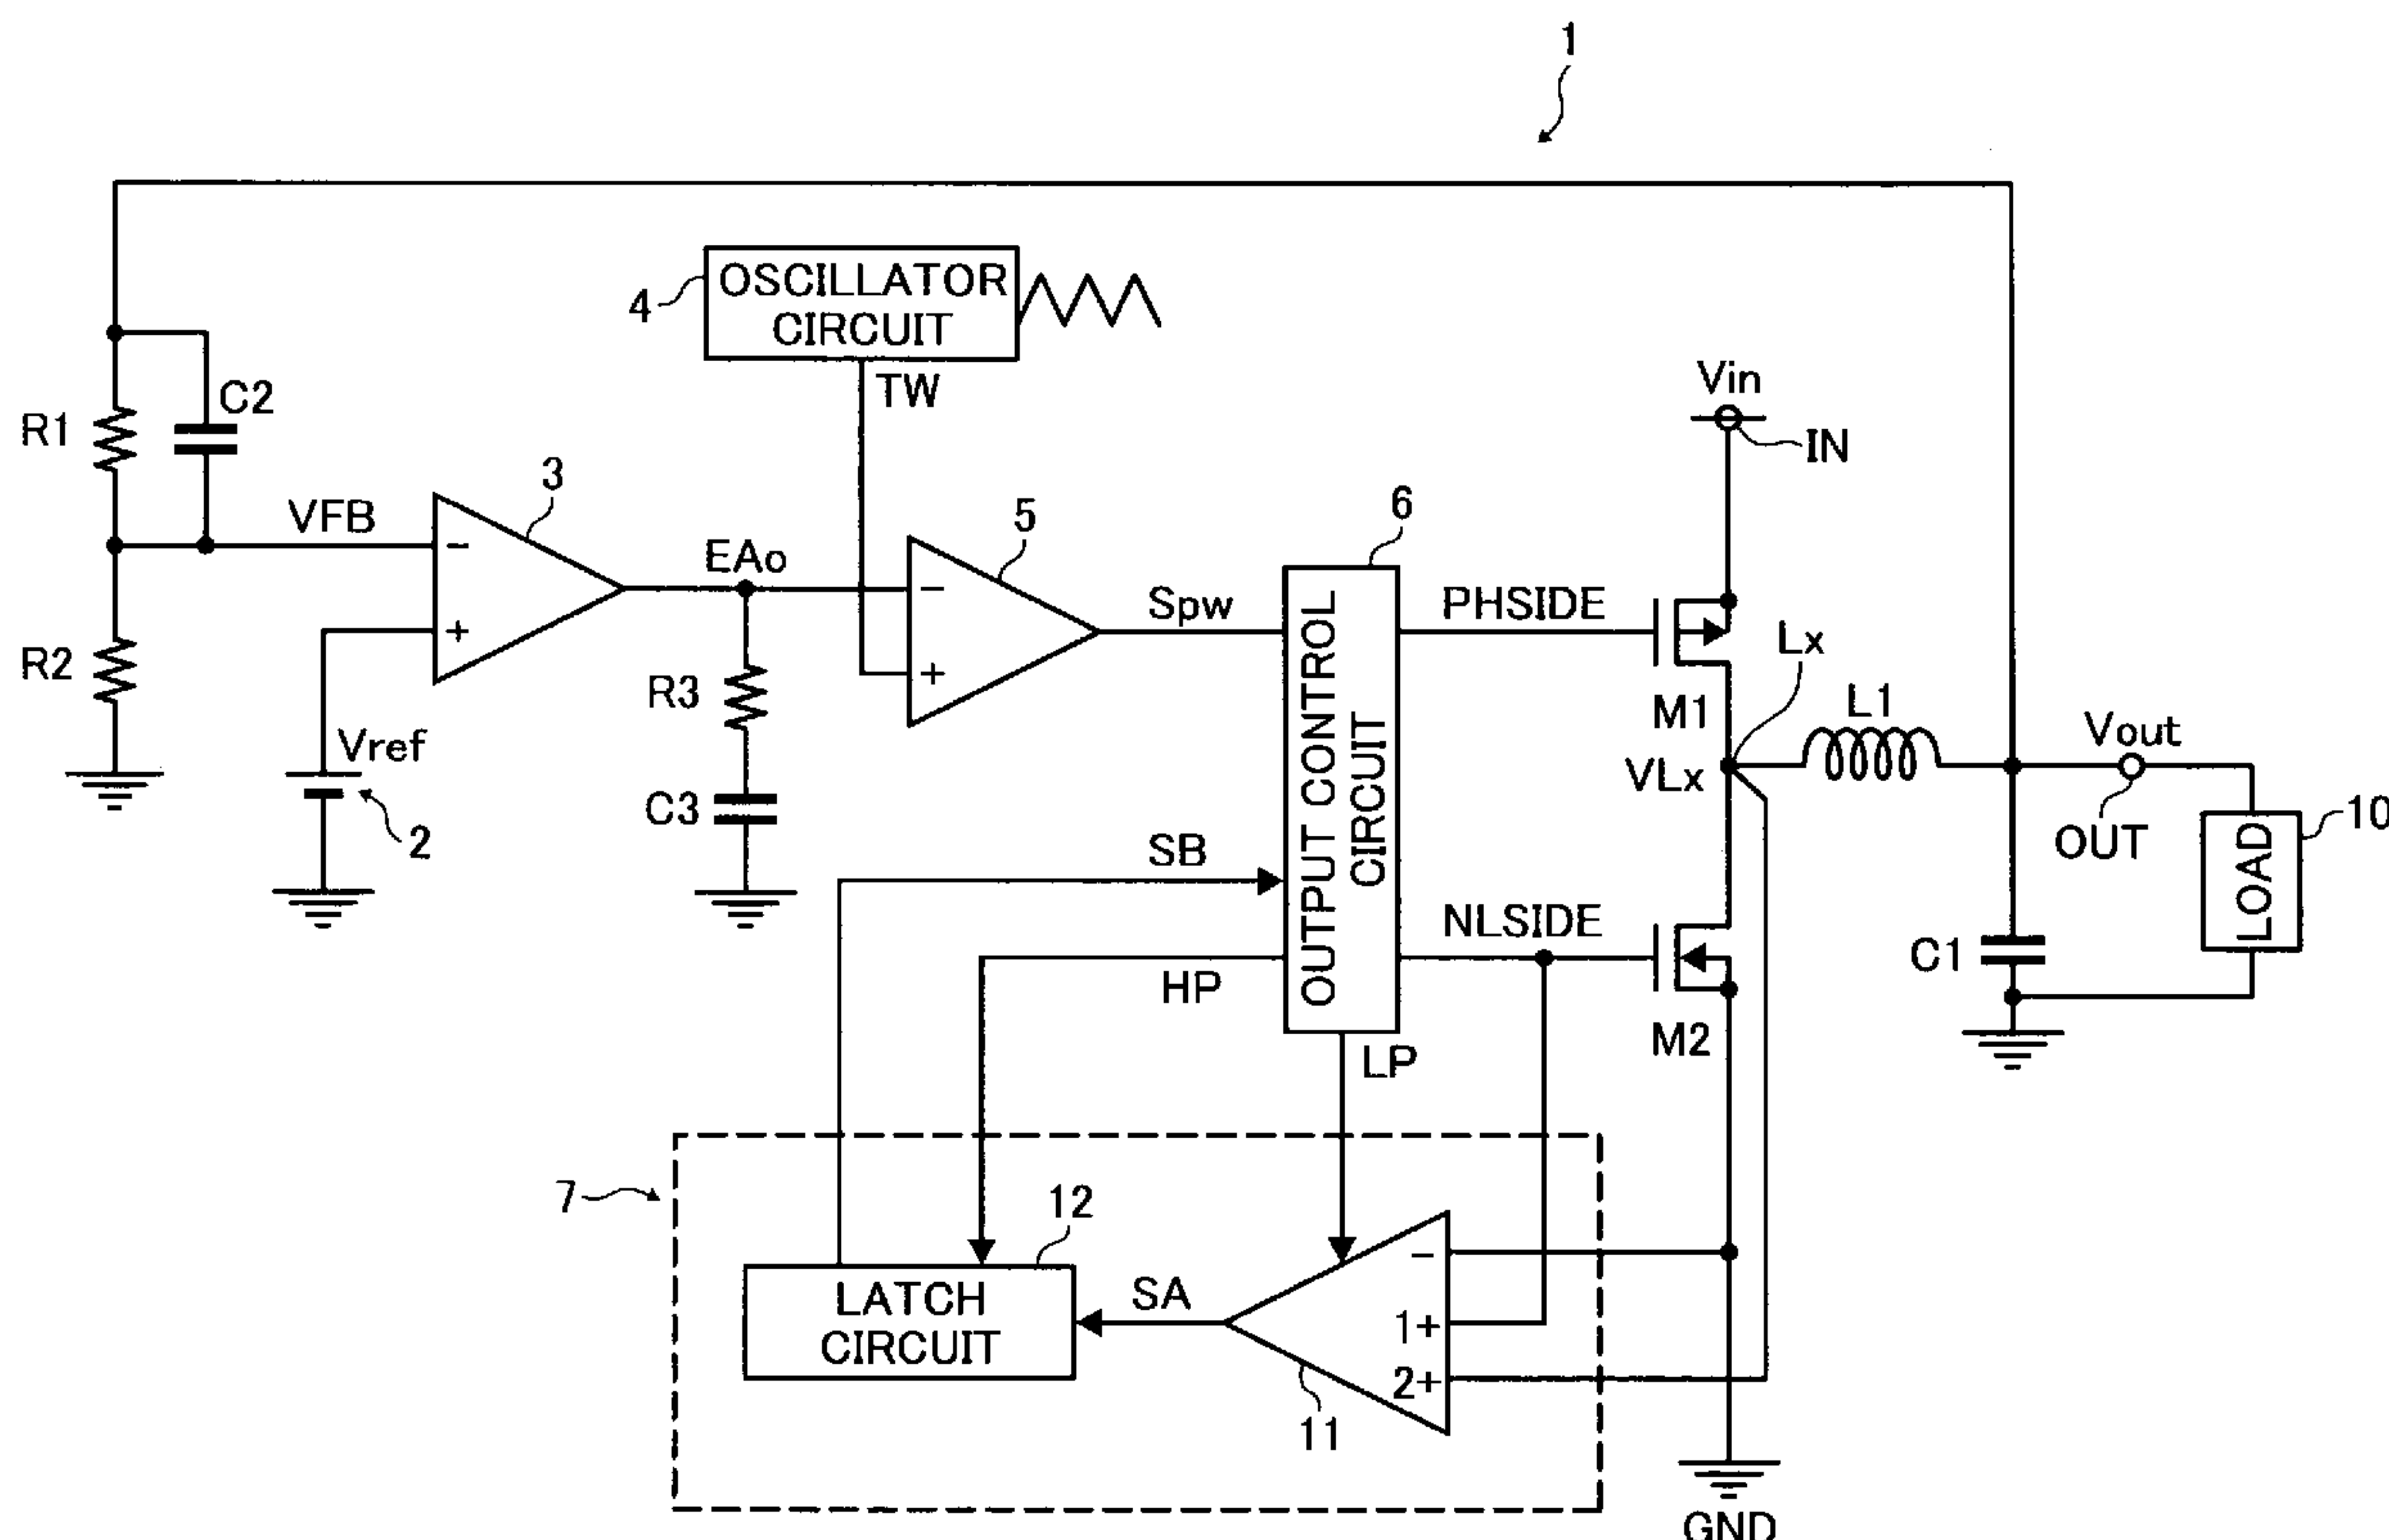 1
OSCILLATOR
CIRCUIT
4
TW
Vin
IN
C2
R1
3
VFB
5
6
EAo
Spw
PHSIDE
Lx
-
+
-
+
R2
R3
M1
L1
Vout
Vref
VLx
OUTPUT CONTROL
CIRCUIT
C3
2
OUT
10
LOAD
SB
NLSIDE
C1
HP
M2
LP
7
12
-
SA
LATCH
CIRCUIT
1+
2+
11
GND